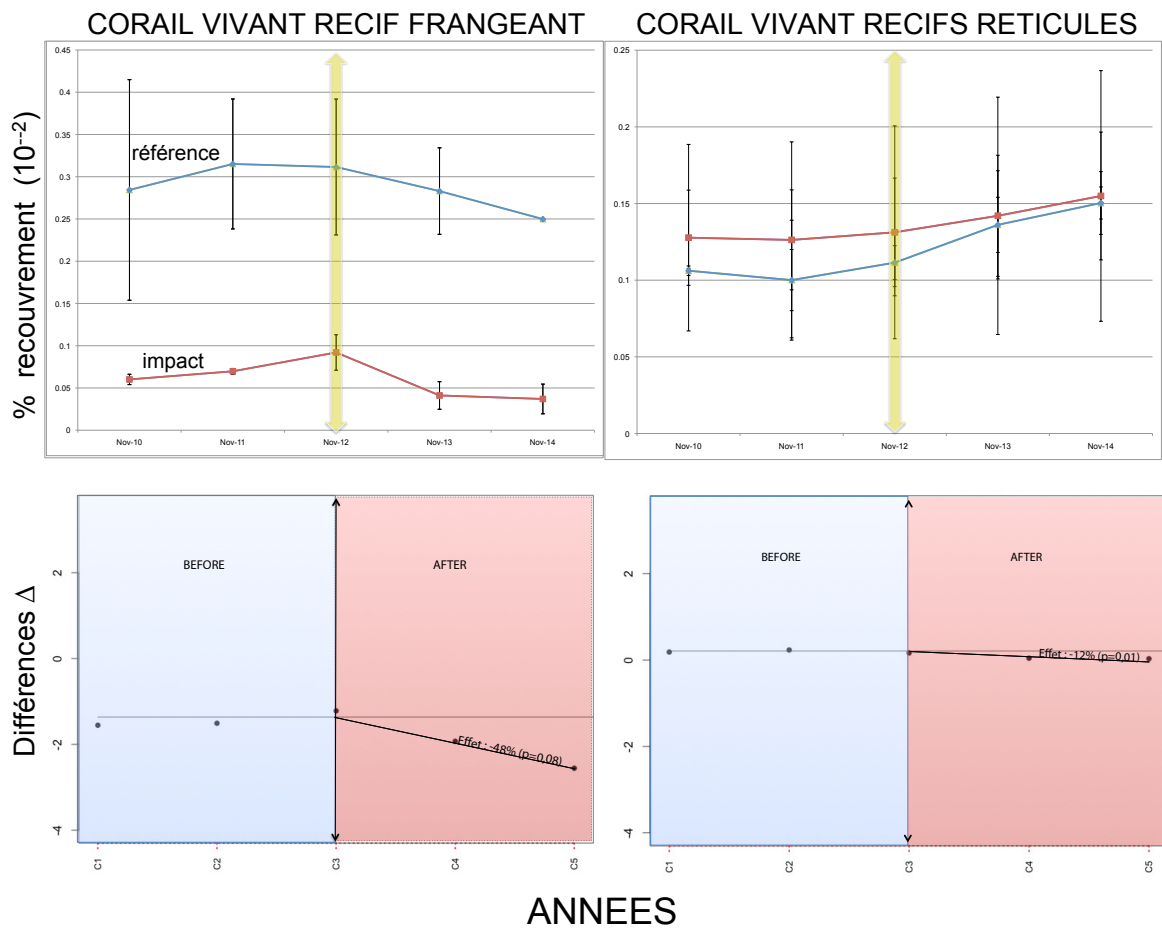 CORAIL VIVANT RECIF FRANGEANT
CORAIL VIVANT RECIFS RETICULES
% recouvrement (10--2)
0.45
0.4
0.35
0.3
0.25
0.2
0.15
0.1
0.05
0
référence
impact
Nov-10 Nov-11 Nov-12 Nov-13 Nov-14
0.25
0.2
0.15
0.1
0.05
0
Nov-10 Nov-11 Nov-12 Nov-13 Nov-14
Différences Δ
2
0
-2
-4
BEFORE AFTER
Effet : -48% (p=0,08)
C1 C2 C3 C4 C5
2
0
-2
-4
BEFORE AFTER
Effet : -12% (p=0,01)
C1 C2 C3 C4 C5
ANNEES